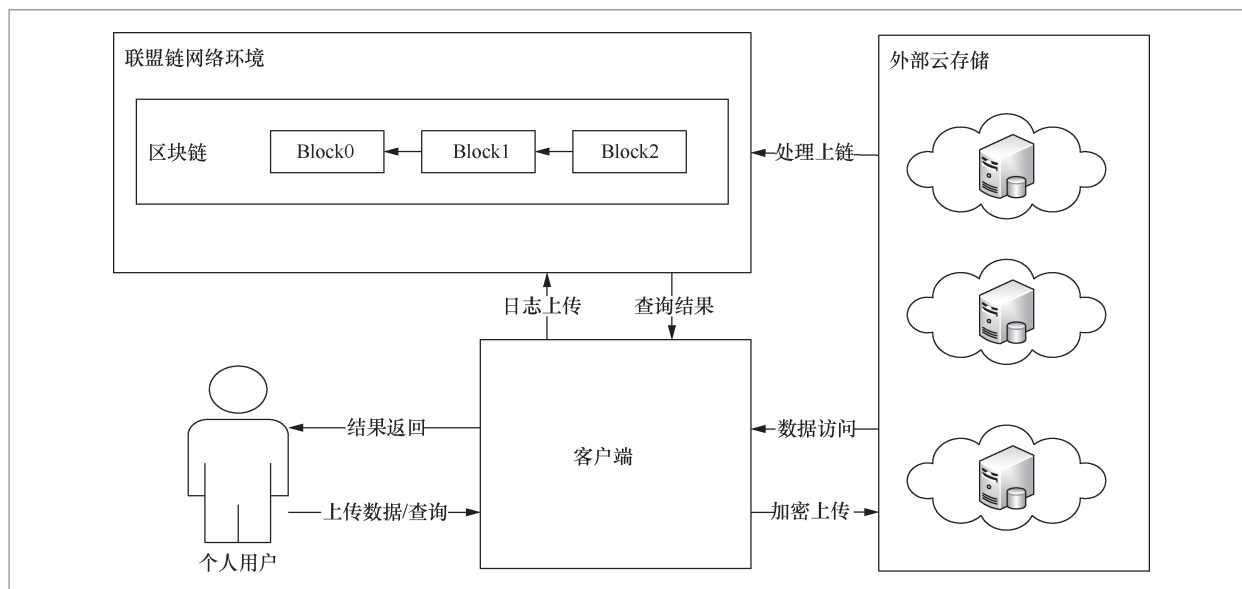 联盟链网络环境
外部云存储
区块链
Block0
Block1
Block2
处理上链
日志上传
查询结果
结果返回
客户端
数据访问
上传数据/查询
加密上传
个人用户